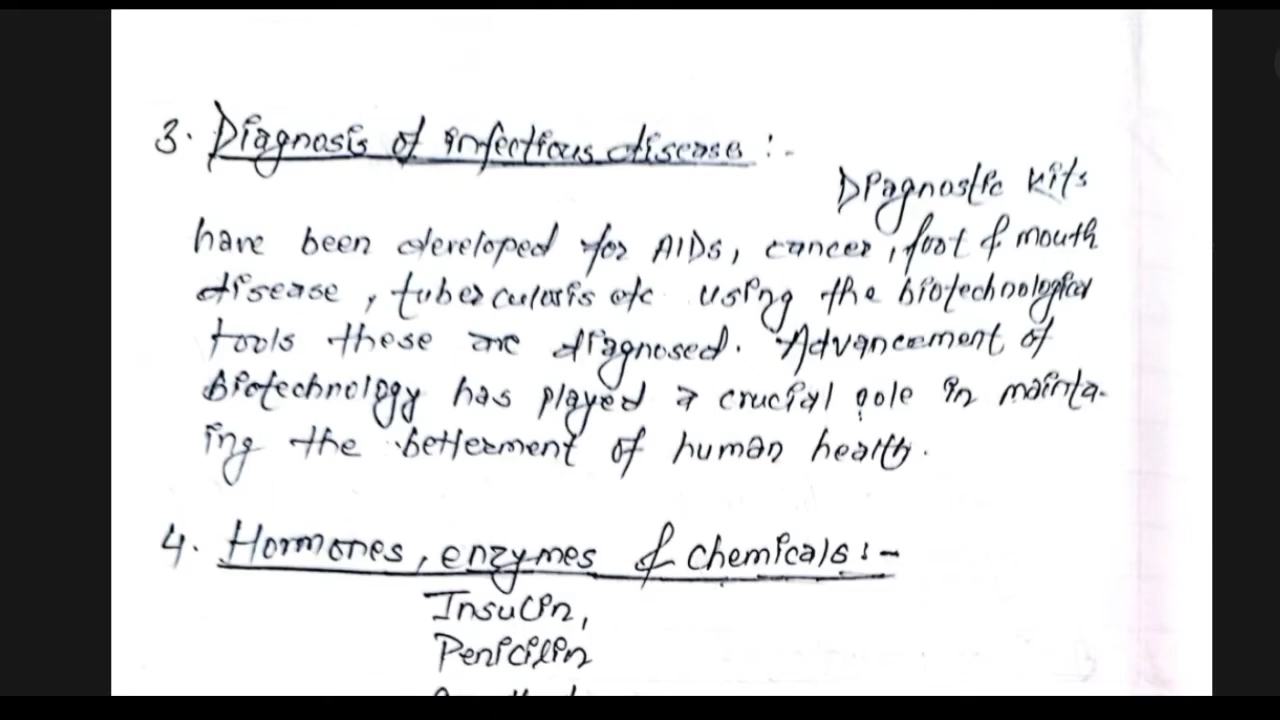 3. Diagnosis of infectious disease :-
Diagnostic kits
have been developed for AIDs, cancer, foot & mouth
disease, tuberculosis etc using the biotechnological
tools these are diagnosed. Advancement of
Biotechnology has played a crucial role in mainta-
ing the betterment of human health.
4. Hormones, enzymes & chemicals :-
Insulin,
Penicilin